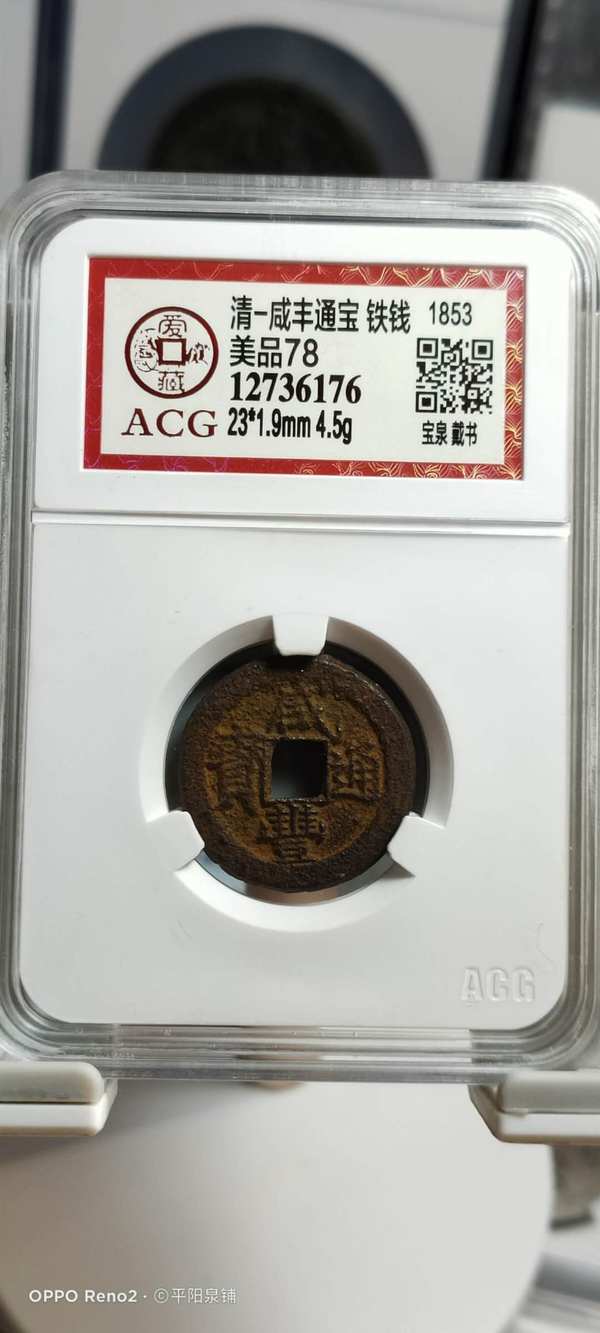 清-咸丰通宝 铁钱 1853
美品78
12736176
ACG 23*1.9mm 4.5g
宝泉 戴书
爱藏
咸豐通寶
ACG
OPPO Reno2 · ©平阳泉铺